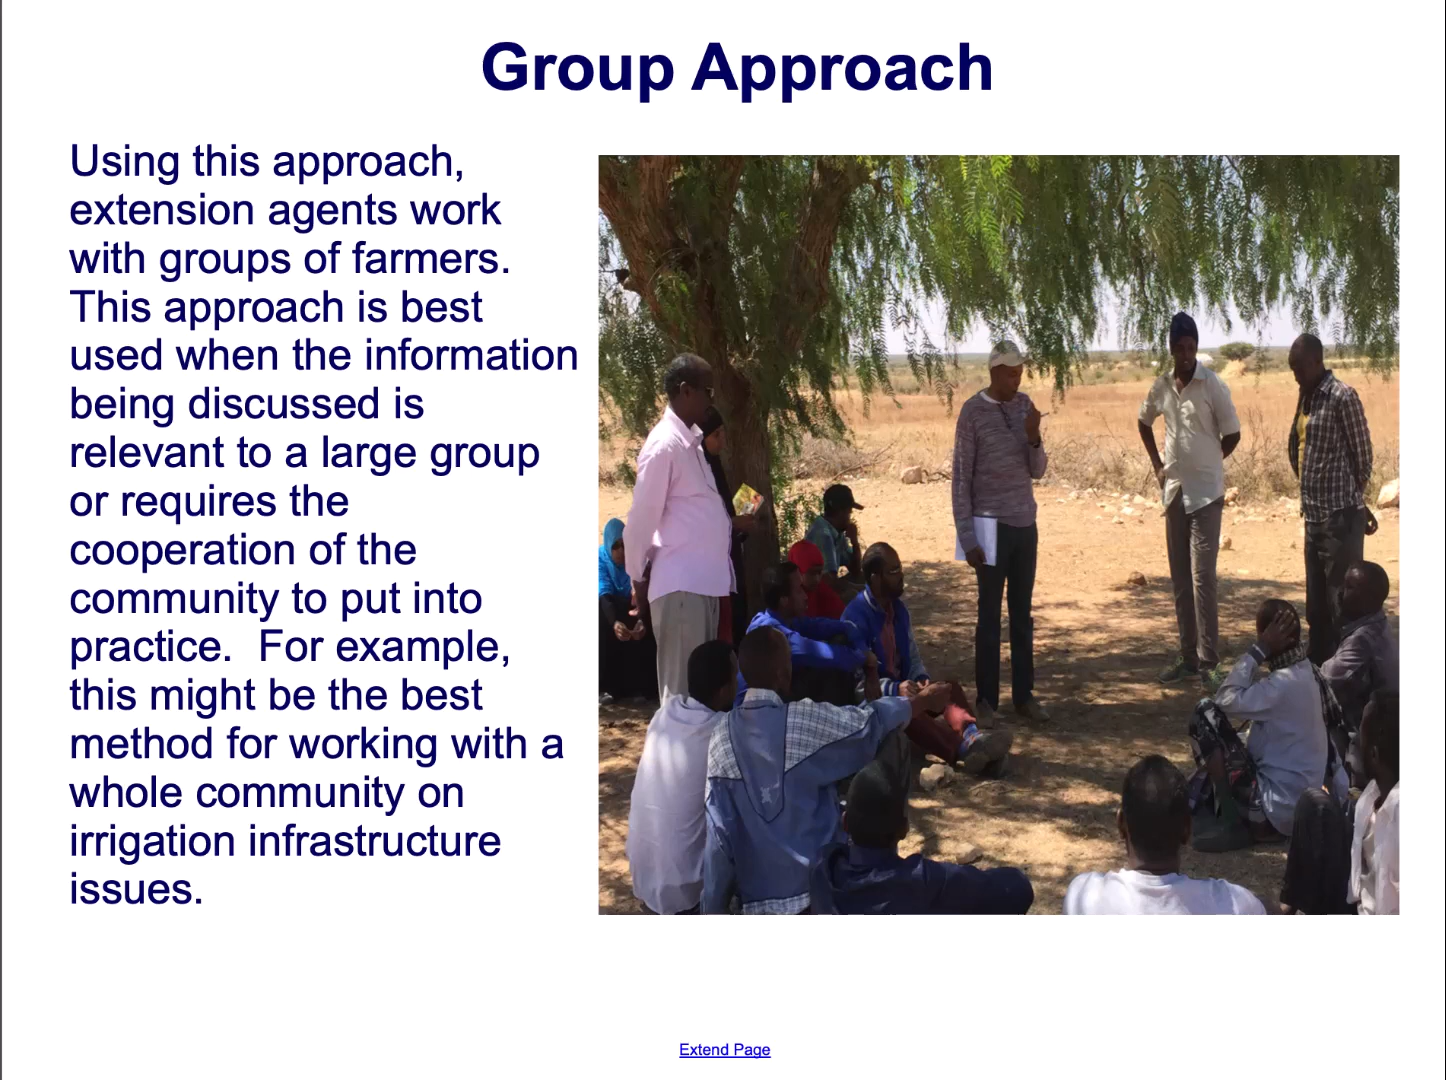 Group Approach
Using this approach,
extension agents work
with groups of farmers.
This approach is best
used when the information
being discussed is
relevant to a large group
or requires the
cooperation of the
community to put into
practice.  For example,
this might be the best
method for working with a
whole community on
irrigation infrastructure
issues.
Extend Page